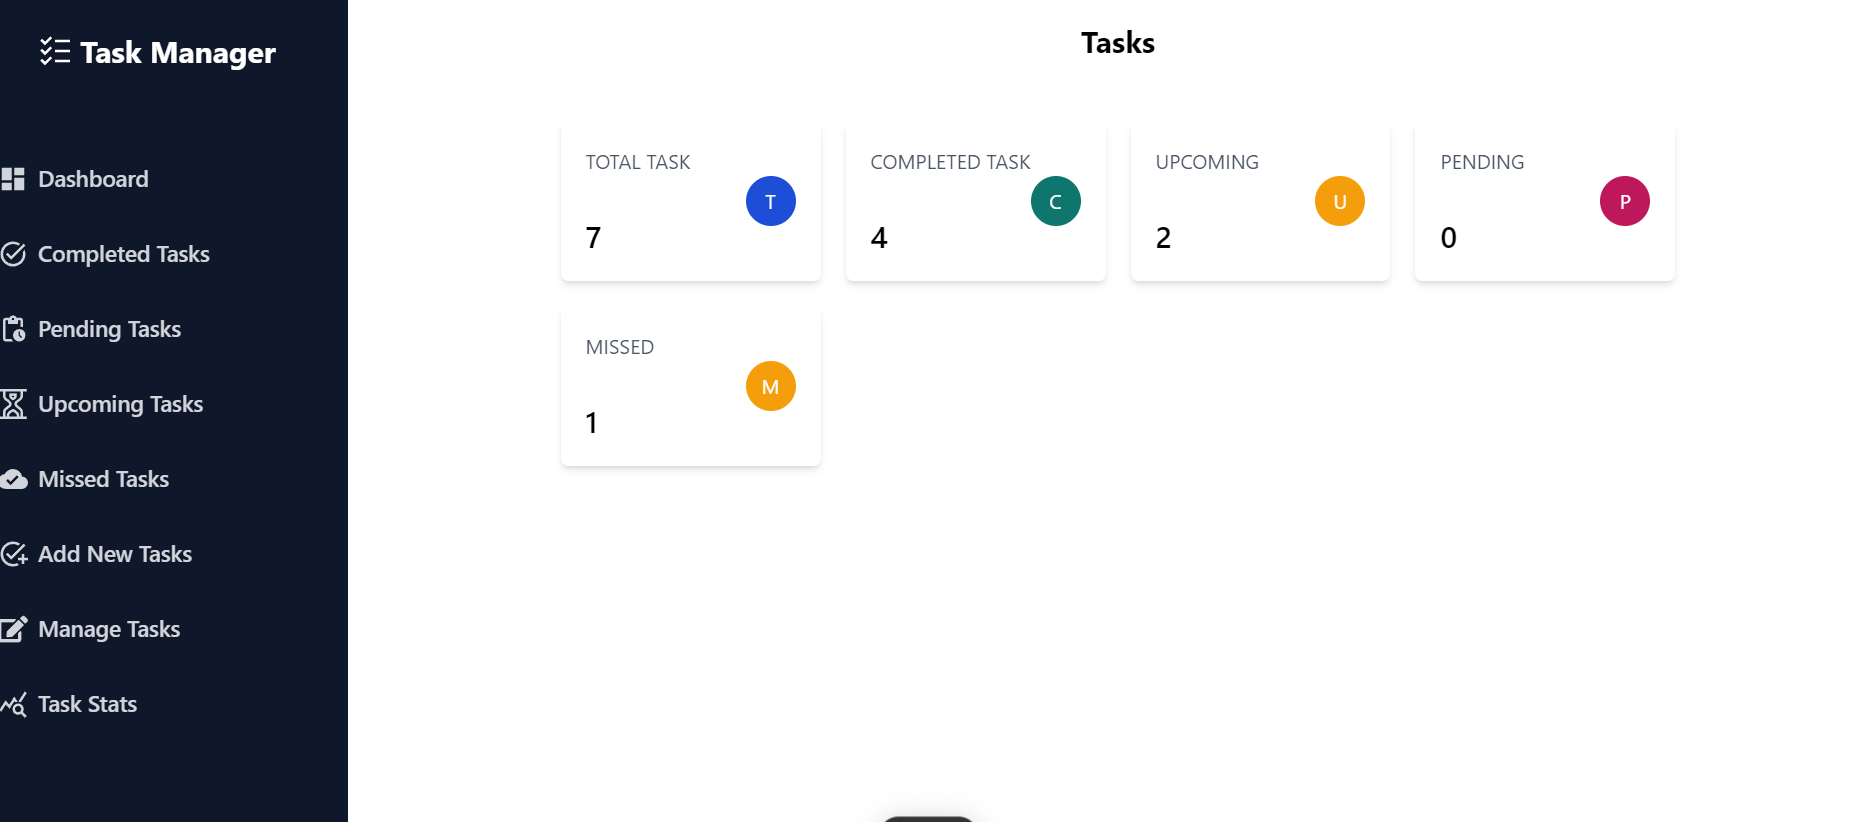 Task Manager
Dashboard
Completed Tasks
Pending Tasks
Upcoming Tasks
Missed Tasks
Add New Tasks
Manage Tasks
Task Stats
Tasks
TOTAL TASK
T
7
COMPLETED TASK
C
4
UPCOMING
U
2
PENDING
P
0
MISSED
M
1